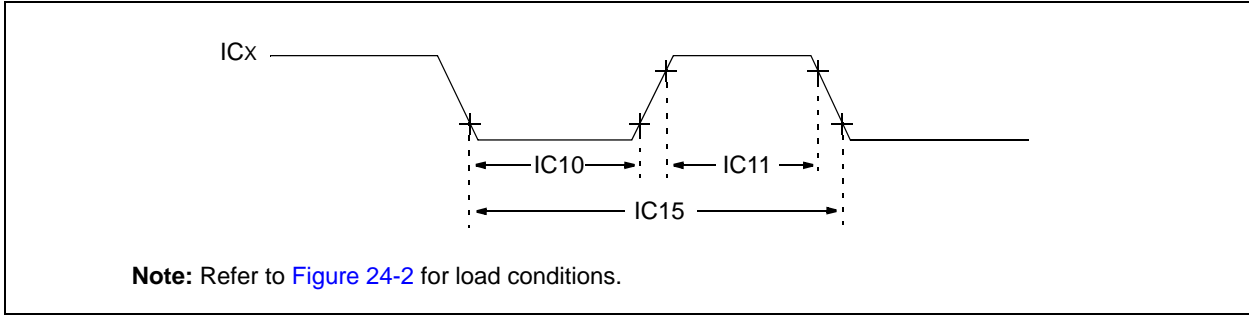 ICX
IC10
IC11
IC15
Note: Refer to Figure 24-2 for load conditions.